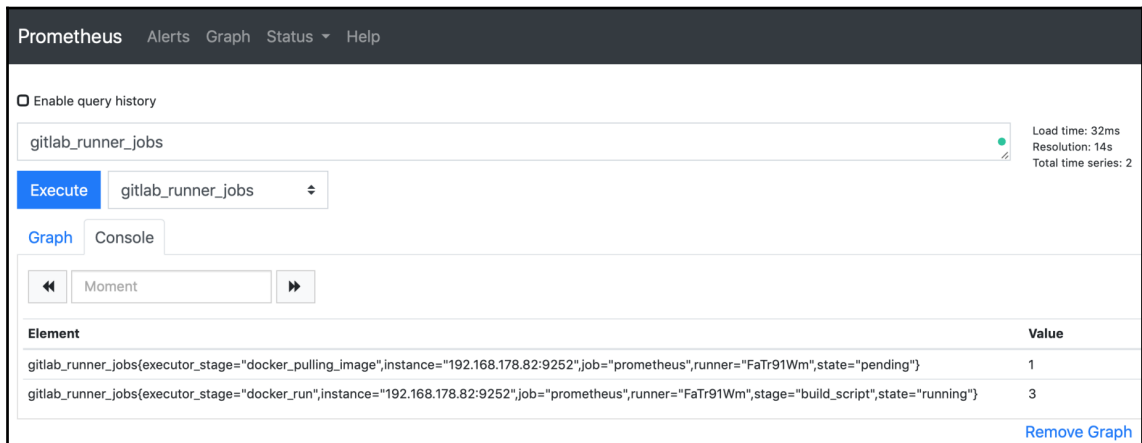 Prometheus Alerts Graph Status Help
Enable query history
gitlab_runner_jobs
Load time: 32ms
Resolution: 14s
Total time series: 2
Execute gitlab_runner_jobs
Graph Console
Moment
Element Value
gitlab_runner_jobs{executor_stage="docker_pulling_image",instance="192.168.178.82:9252",job="prometheus",runner="FaTr91Wm",state="pending"} 1
gitlab_runner_jobs{executor_stage="docker_run",instance="192.168.178.82:9252",job="prometheus",runner="FaTr91Wm",stage="build_script",state="running"} 3
Remove Graph